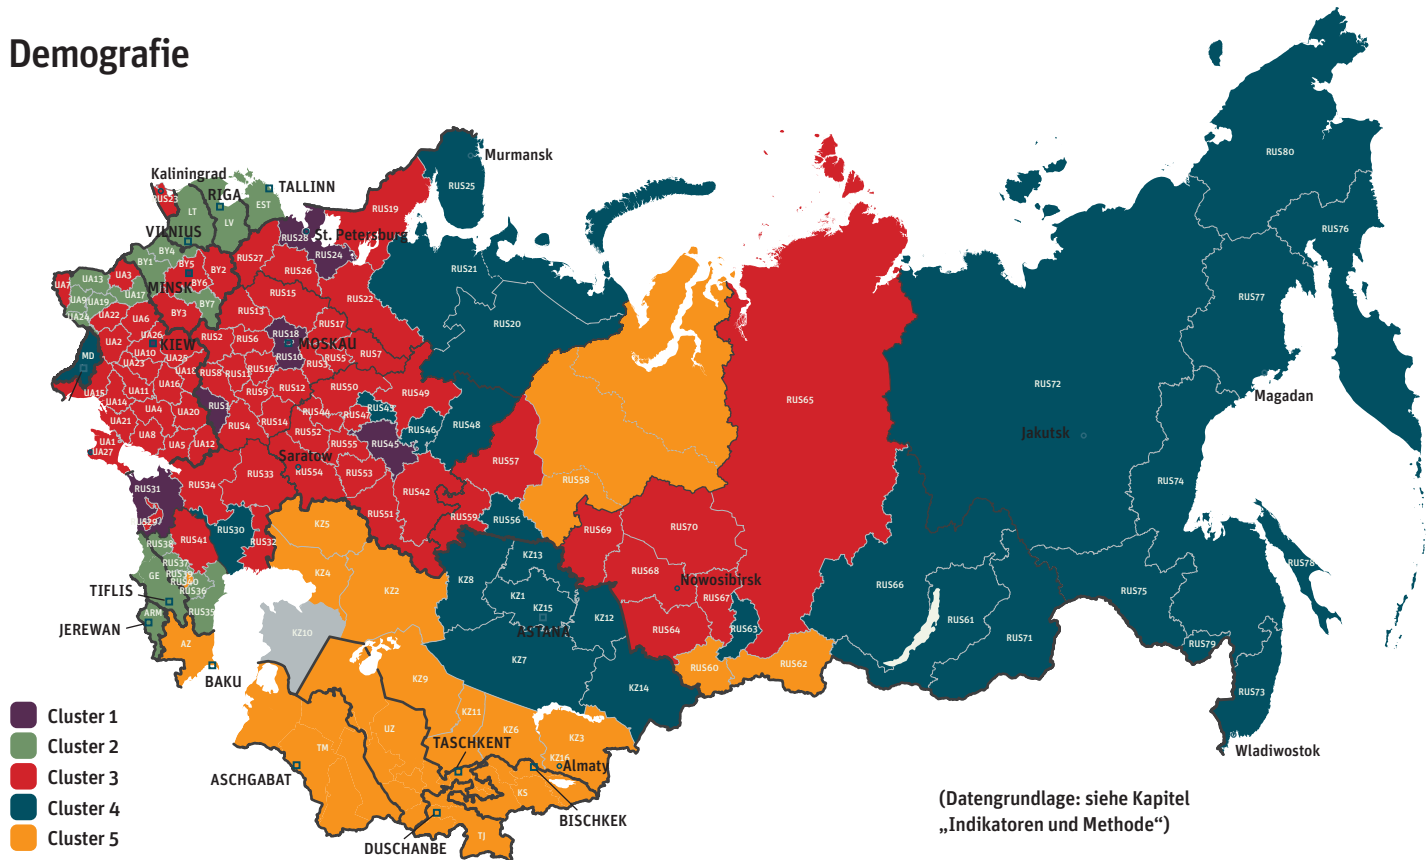 Demografie
Murmansk
Kaliningrad
RIGA
TALLINN
St. Petersburg
VILNIUS
MINSK
KIEW
MOSKAU
Saratow
Magadan
Jakutsk
Nowosibirsk
TIFLIS
JEREWAN
BAKU
ASTANA
ASCHGABAT
TASCHKENT
Almaty
BISCHKEK
DUSCHANBE
Wladiwostok
RUS80
RUS25
RUS19
RUS23
LT
LV
EST
RUS28
RUS24
RUS76
RUS77
RUS72
RUS74
RUS75
RUS78
RUS79
RUS73
RUS71
RUS61
RUS66
RUS65
RUS21
RUS20
RUS27
RUS26
RUS22
RUS15
RUS13
RUS17
RUS18
RUS10
RUS2
RUS6
RUS3
RUS55
RUS7
RUS8
RUS11
RUS16
RUS9
RUS12
RUS50
RUS49
RUS48
RUS43
RUS44
RUS47
RUS46
RUS45
RUS1
RUS4
RUS14
RUS52
RUS55
RUS54
RUS53
RUS42
RUS51
RUS57
RUS58
RUS59
RUS56
RUS69
RUS70
RUS68
RUS67
RUS64
RUS63
RUS60
RUS62
RUS33
RUS34
RUS31
RUS29
RUS30
RUS32
RUS41
RUS38
RUS37
RUS39
RUS40
RUS36
RUS35
BY4
BY1
BY5
BY2
BY6
BY7
BY3
UA7
UA13
UA3
UA9
UA19
UA17
UA24
UA22
UA6
UA2
UA26
UA10
UA23
UA25
UA18
UA11
UA16
UA15
UA14
UA4
UA20
UA21
UA8
UA5
UA12
UA1
UA27
MD
GE
ARM
AZ
KZ5
KZ4
KZ2
KZ10
KZ8
KZ13
KZ1
KZ15
KZ12
KZ7
KZ14
KZ9
KZ11
KZ6
KZ3
KZ16
UZ
TM
KS
TJ
Cluster 1
Cluster 2
Cluster 3
Cluster 4
Cluster 5
(Datengrundlage: siehe Kapitel
„Indikatoren und Methode“)